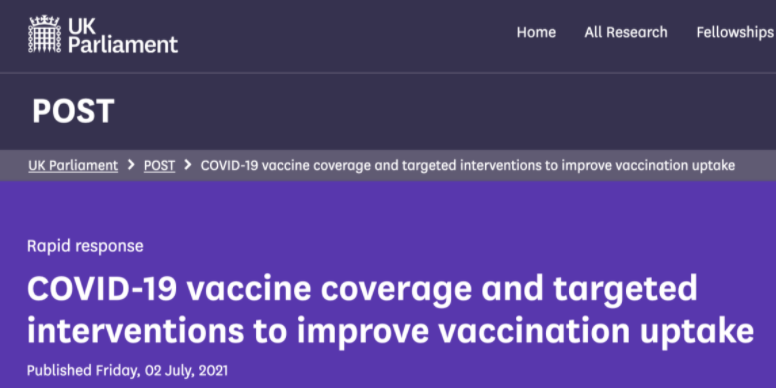 UK
Parliament
Home All Research Fellowships
POST
UK Parliament > POST > COVID-19 vaccine coverage and targeted interventions to improve vaccination uptake
Rapid response
COVID-19 vaccine coverage and targeted
interventions to improve vaccination uptake
Published Friday, 02 July, 2021